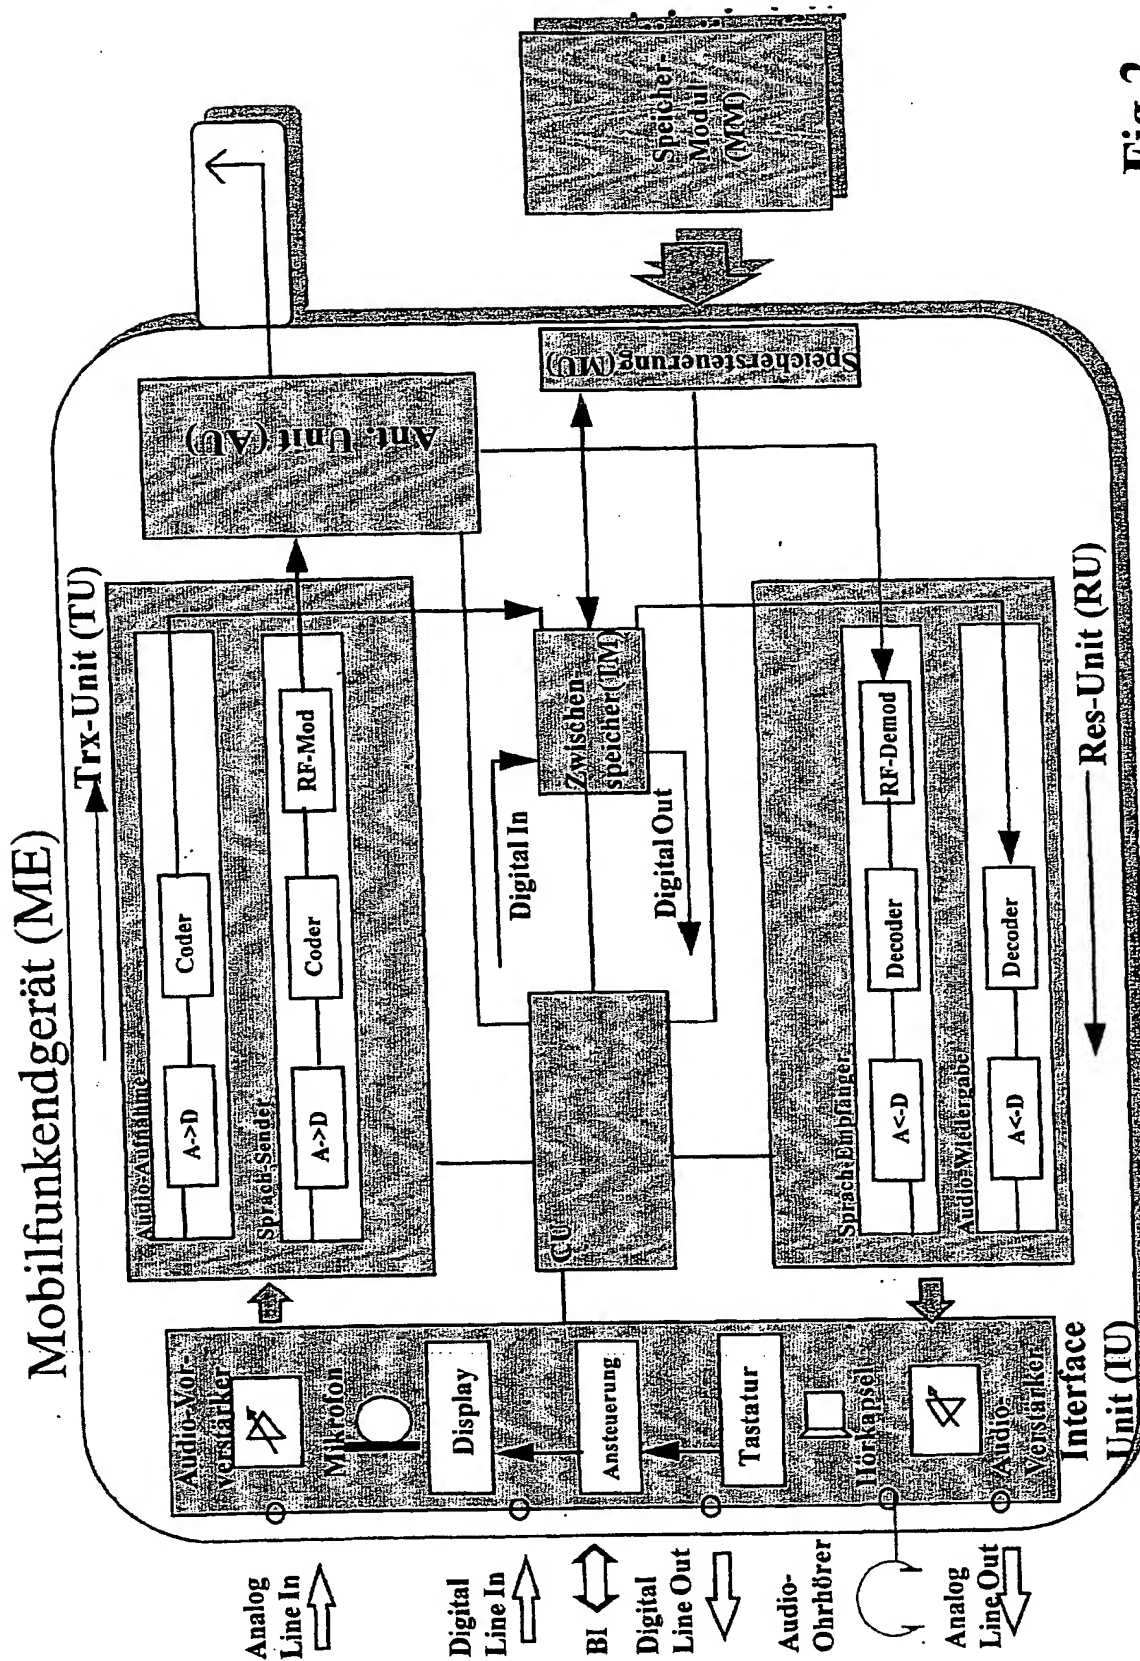 Mobilfunkendgerät (ME)
Trx-Unit (TU)
Audio-Aufnahme
A->D
Coder
Sprach-Sender
A->D
Coder
RF-Mod
Ant. Unit (AU)
Audio-Vor-
verstärker
Mikrofon
Display
Ansteuerung
Tastatur
Hörkapsel
Audio-
Verstärker
Interface
Unit (IU)
Analog
Line In
Digital
Line In
BI
Digital
Line Out
Audio-
Ohrhörer
Analog
Line Out
CU
Digital In
Zwischen-
speicher(TM)
Digital Out
Speichersteuerung (MU)
Speicher-
Modul
(MM)
Sprach-Empfänger
A<-D
Decoder
RF-Demod
Audio-Wiedergabe
A<-D
Decoder
Res-Unit (RU)
Fig 2